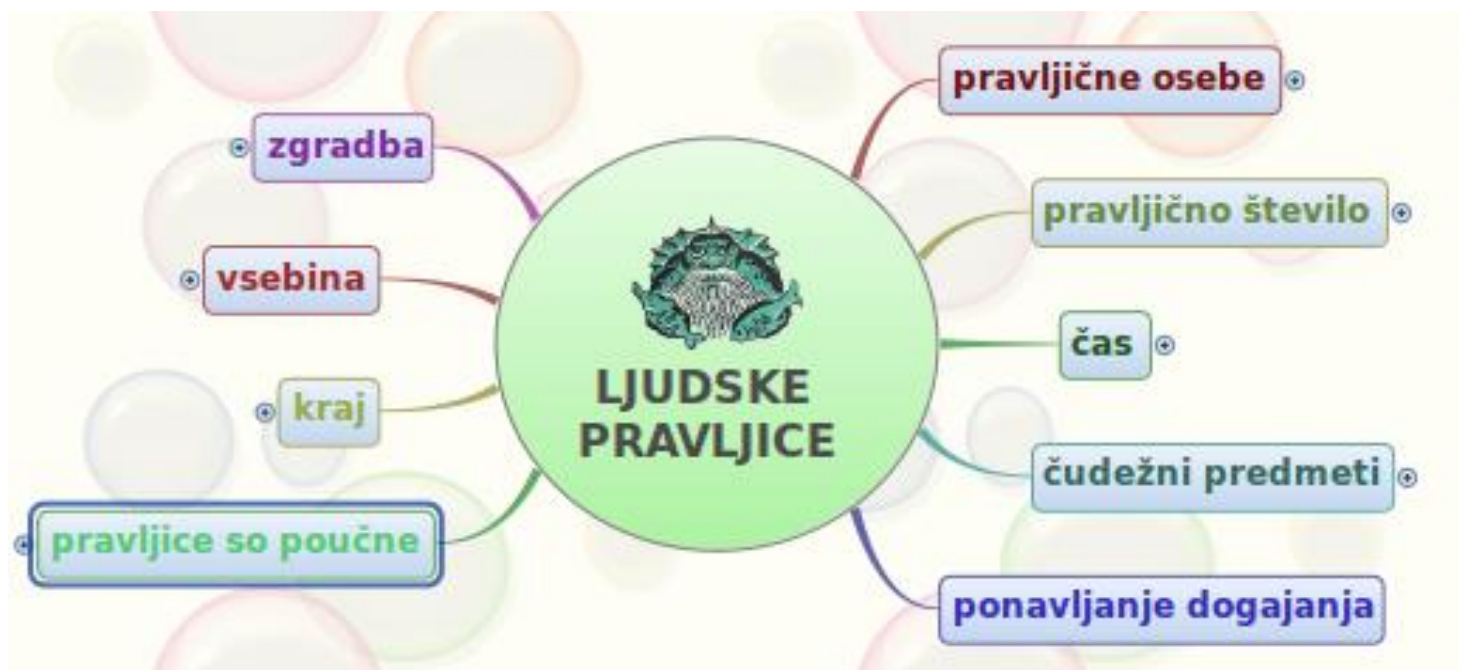 LJUDSKE
PRAVLJICE
pravljične osebe
pravljično število
čas
čudežni predmeti
ponavljanje dogajanja
zgradba
vsebina
kraj
pravljice so poučne